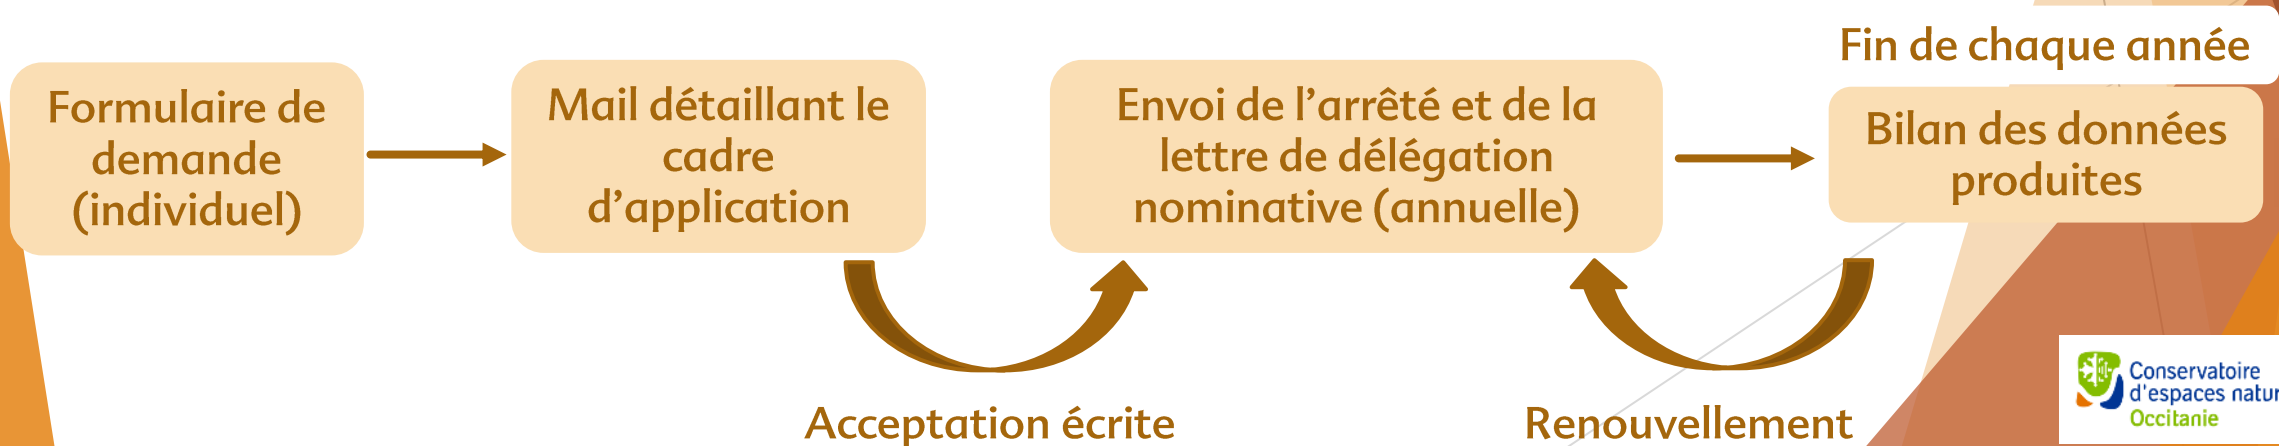 Formulaire de
demande
(individuel)
Mail détaillant le
cadre
d’application
Acceptation écrite
Envoi de l’arrêté et de la
lettre de délégation
nominative (annuelle)
Fin de chaque année
Bilan des données
produites
Renouvellement
Conservatoire
d'espaces natur
Occitanie